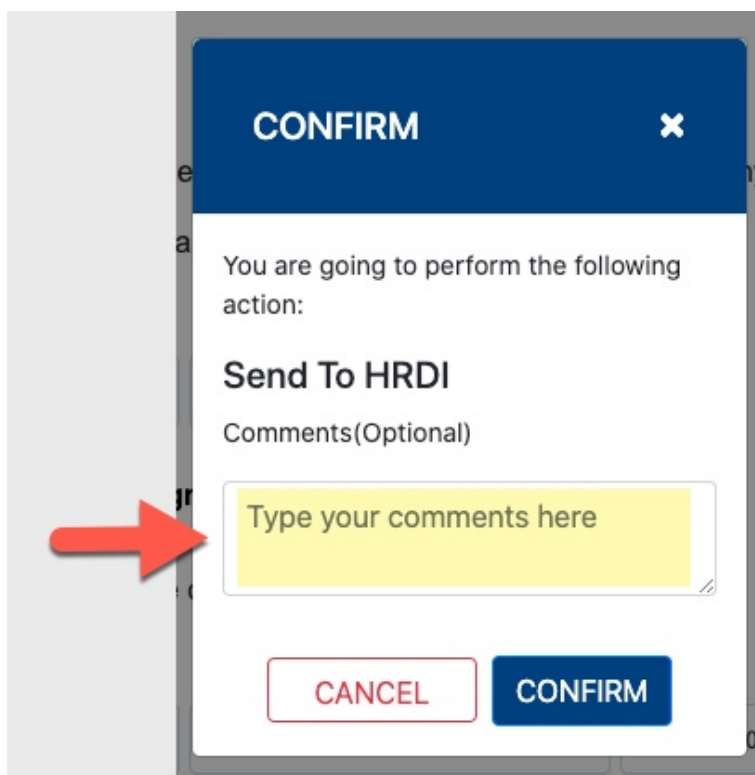 CONFIRM ×
You are going to perform the following
action:
Send To HRDI
Comments(Optional)
Type your comments here
CANCEL CONFIRM